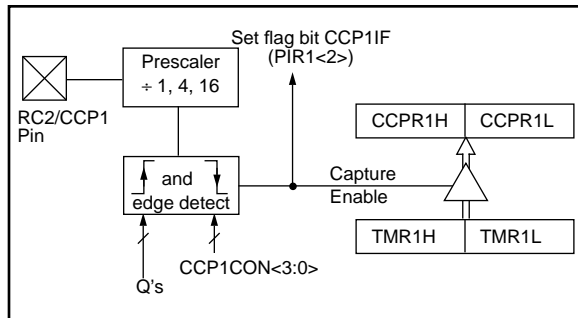 Set flag bit CCP1IF
(PIR1<2>)
Prescaler
÷ 1, 4, 16
RC2/CCP1
Pin
CCPR1H
CCPR1L
and
edge detect
Capture
Enable
TMR1H
TMR1L
CCP1CON<3:0>
Q's